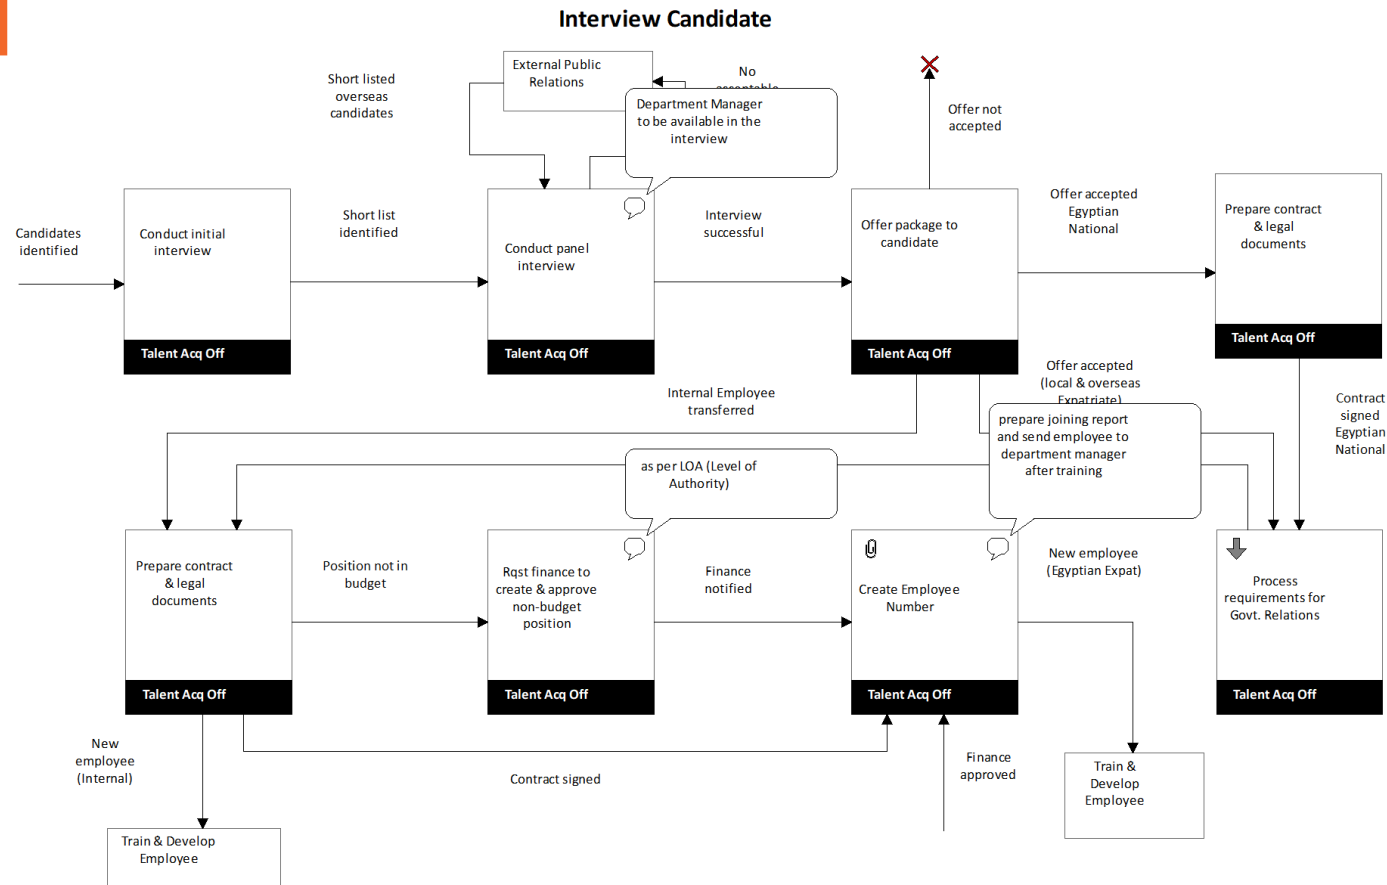 Interview Candidate
External Public
Relations
Short listed
overseas
candidates
No
acceptable
Department Manager
to be available in the
interview
Offer not
accepted
Candidates
identified
Conduct initial
interview
Talent Acq Off
Short list
identified
Conduct panel
interview
Talent Acq Off
Interview
successful
Offer package to
candidate
Talent Acq Off
Offer accepted
Egyptian
National
Prepare contract
& legal
documents
Talent Acq Off
Internal Employee
transferred
Offer accepted
(local & overseas
Expatriate)
Contract
signed
Egyptian
National
as per LOA (Level of
Authority)
prepare joining report
and send employee to
department manager
after training
Prepare contract
& legal
documents
Talent Acq Off
Position not in
budget
Rqst finance to
create & approve
non-budget
position
Talent Acq Off
Finance
notified
Create Employee
Number
Talent Acq Off
New employee
(Egyptian Expat)
Process
requirements for
Govt. Relations
Talent Acq Off
New
employee
(Internal)
Contract signed
Finance
approved
Train &
Develop
Employee
Train & Develop
Employee